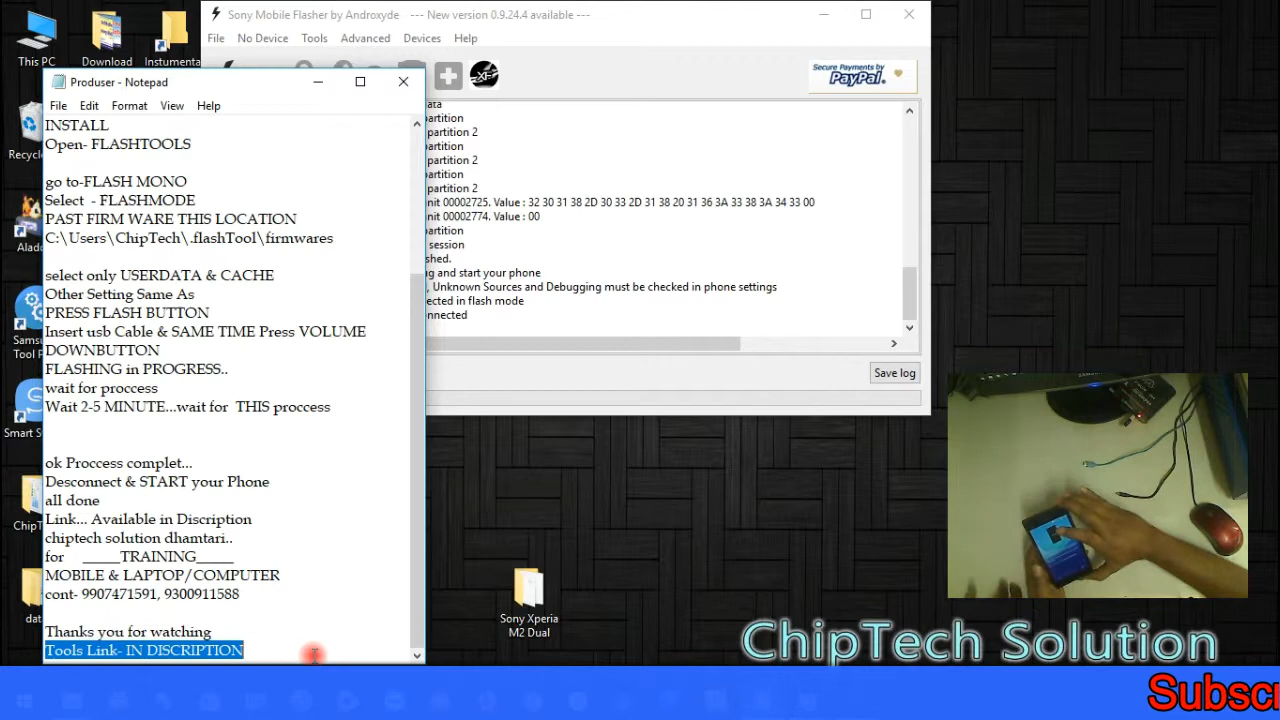 Sony Mobile Flasher by Androxyde --- New version 0.9.24.4 available ---
File No Device Tools Advanced Devices Help
Secure Payments by
PayPal
This PC
Download
Instumenta
Recyc
Alado
Sams
Tool P
Smart S
ChipT
dat
Produser - Notepad
File Edit Format View Help
INSTALL
Open- FLASHTOOLS
go to-FLASH MONO
Select - FLASHMODE
PAST FIRM WARE THIS LOCATION
C:\Users\ChipTech\.flashTool\firmwares
select only USERDATA & CACHE
Other Setting Same As
PRESS FLASH BUTTON
Insert usb Cable & SAME TIME Press VOLUME
DOWNBUTTON
FLASHING in PROGRESS..
wait for proccess
Wait 2-5 MINUTE...wait for THIS proccess
ok Proccess complet...
Desconnect & START your Phone
all done
Link... Available in Discription
chiptech solution dhamtari..
for _____TRAINING_____
MOBILE & LAPTOP/COMPUTER
cont- 9907471591, 9300911588
Thanks you for watching
Tools Link- IN DISCRIPTION
ata
partition
partition 2
partition
partition 2
partition
partition 2
nit 00002725. Value : 32 30 31 38 2D 30 33 2D 31 38 20 31 36 3A 33 38 3A 34 33 00
nit 00002774. Value : 00
partition
session
shed.
g and start your phone
, Unknown Sources and Debugging must be checked in phone settings
ected in flash mode
nnected
Save log
Sony Xperia
M2 Dual
ChipTech Solution
Subscr